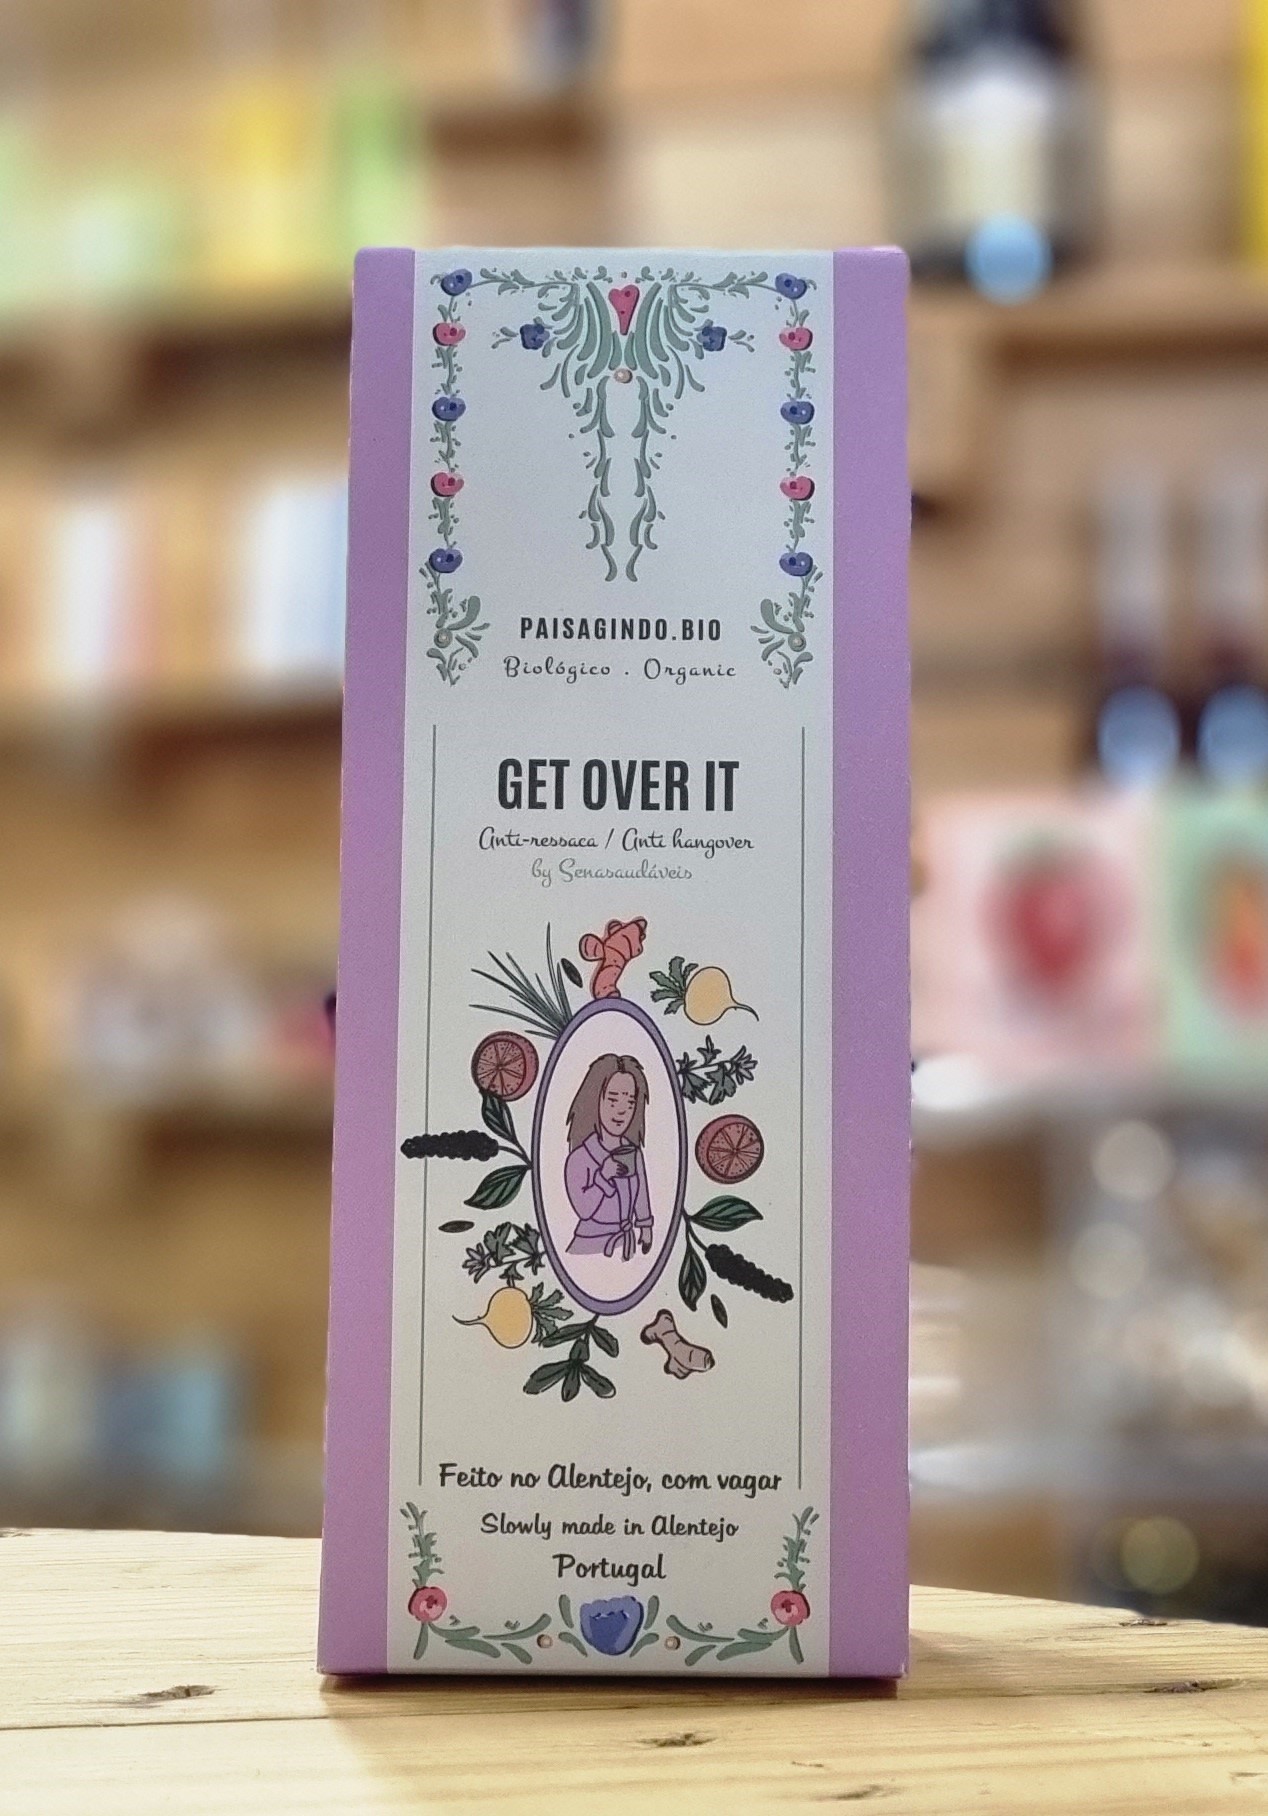 PAISAGINDO.BIO
Biológico . Organic
GET OVER IT
Anti-ressaca / Anti hangover
by Senasaudáveis
Feito no Alentejo, com vagar
Slowly made in Alentejo
Portugal